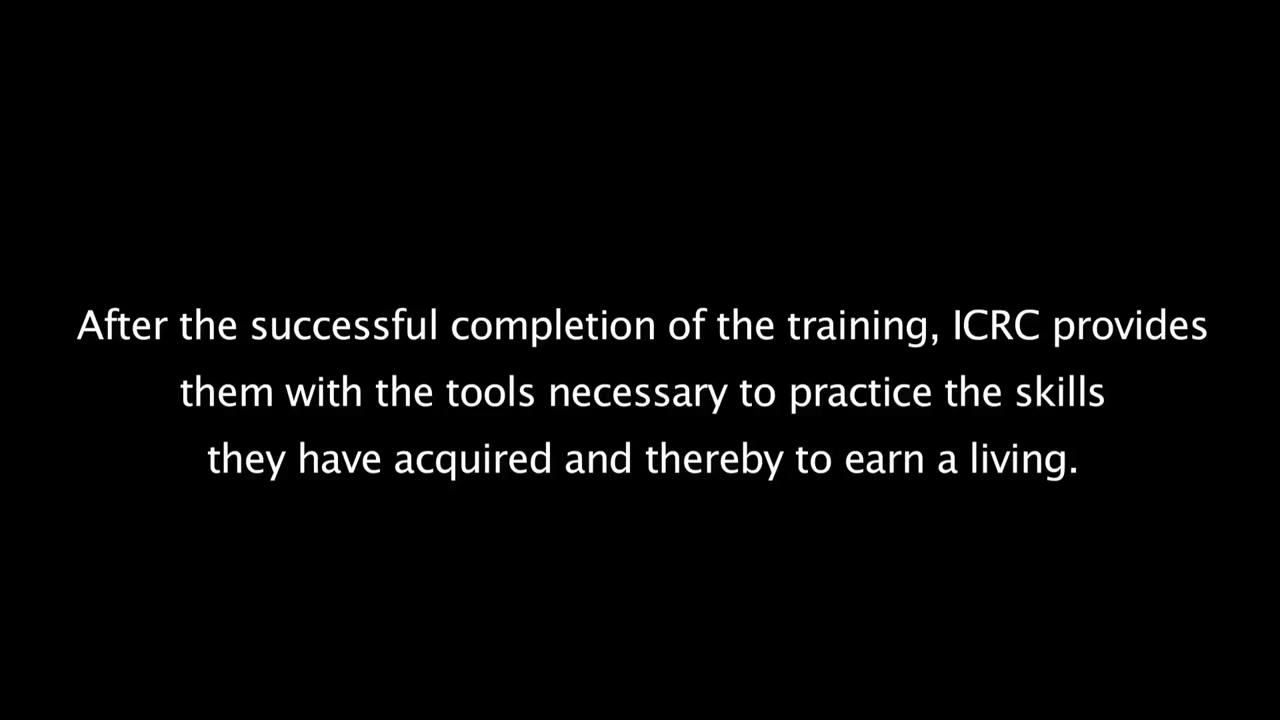 After the successful completion of the training, ICRC provides
them with the tools necessary to practice the skills
they have acquired and thereby to earn a living.